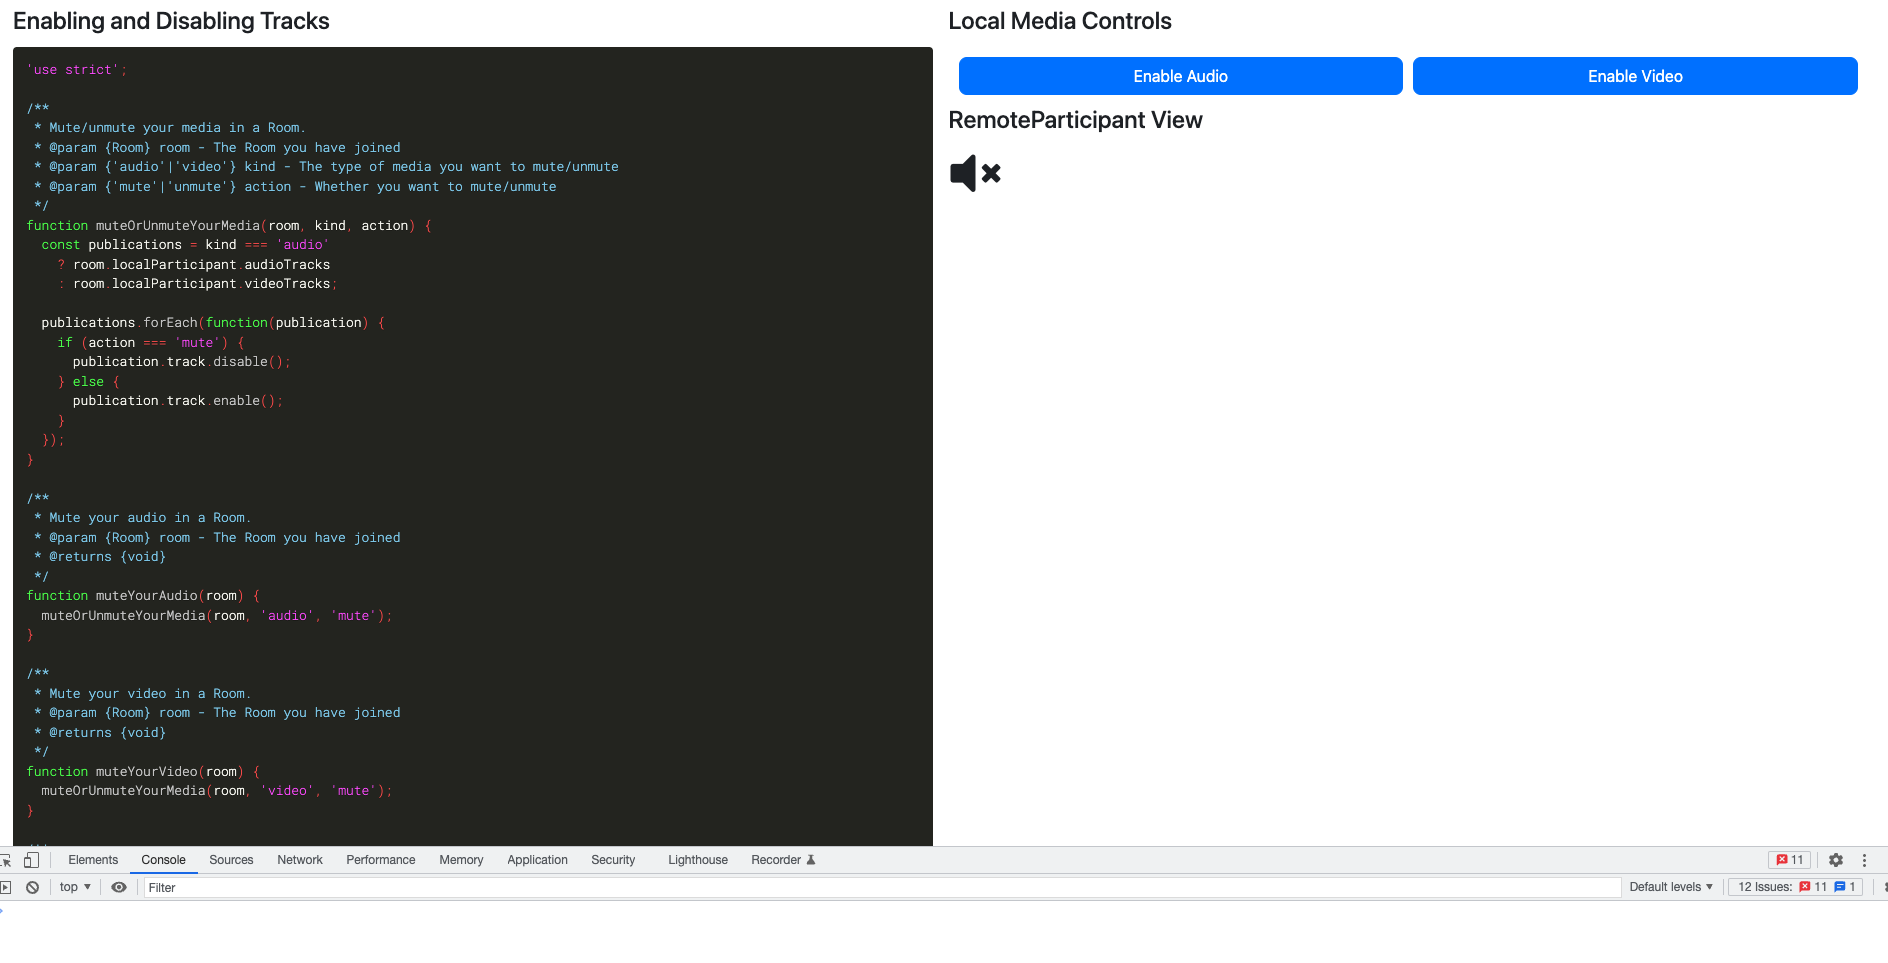 Enabling and Disabling Tracks
'use strict';
/**
 * Mute/unmute your media in a Room.
 * @param {Room} room - The Room you have joined
 * @param {'audio'|'video'} kind - The type of media you want to mute/unmute
 * @param {'mute'|'unmute'} action - Whether you want to mute/unmute
 */
function muteOrUnmuteYourMedia(room, kind, action) {
  const publications = kind === 'audio'
    ? room.localParticipant.audioTracks
    : room.localParticipant.videoTracks;
  publications.forEach(function(publication) {
    if (action === 'mute') {
      publication.track.disable();
    } else {
      publication.track.enable();
    }
  });
}
/**
 * Mute your audio in a Room.
 * @param {Room} room - The Room you have joined
 * @returns {void}
 */
function muteYourAudio(room) {
  muteOrUnmuteYourMedia(room, 'audio', 'mute');
}
/**
 * Mute your video in a Room.
 * @param {Room} room - The Room you have joined
 * @returns {void}
 */
function muteYourVideo(room) {
  muteOrUnmuteYourMedia(room, 'video', 'mute');
}
Local Media Controls
Enable Audio Enable Video
RemoteParticipant View
Elements Console Sources Network Performance Memory Application Security Lighthouse Recorder 11
top Filter Default levels 12 Issues: 11 1